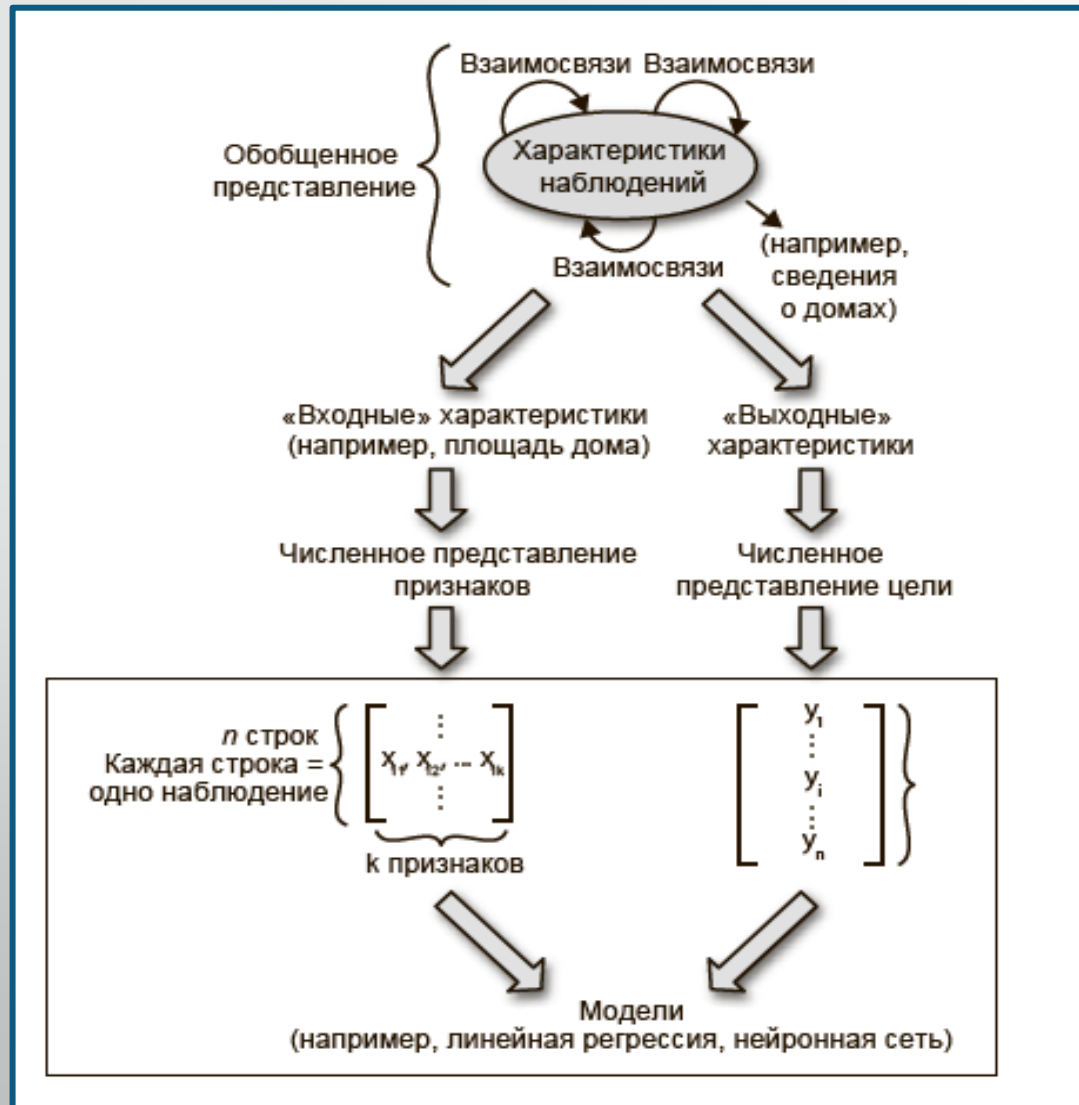 Взаимосвязи Взаимосвязи
Обобщенное
представление
Характеристики
наблюдений
Взаимосвязи
(например,
сведения
о домах)
«Входные» характеристики
(например, площадь дома)
«Выходные»
характеристики
Численное представление
признаков
Численное
представление цели
n строк
Каждая строка =
одно наблюдение
⋮
x₁₁, x₁₂, ... x₁ₖ
⋮
k признаков
y₁
⋮
yᵢ
⋮
yₙ
Модели
(например, линейная регрессия, нейронная сеть)